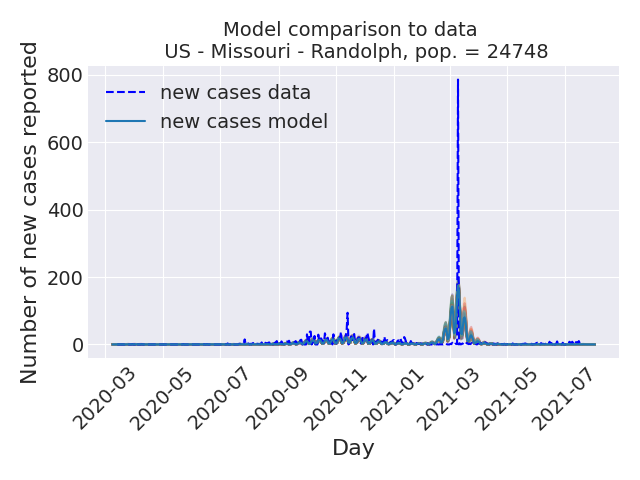 Model comparison to data
US - Missouri - Randolph, pop. = 24748
Number of new cases reported
800
600
400
200
0
new cases data
new cases model
2020-03
2020-05
2020-07
2020-09
2020-11
2021-01
2021-03
2021-05
2021-07
Day